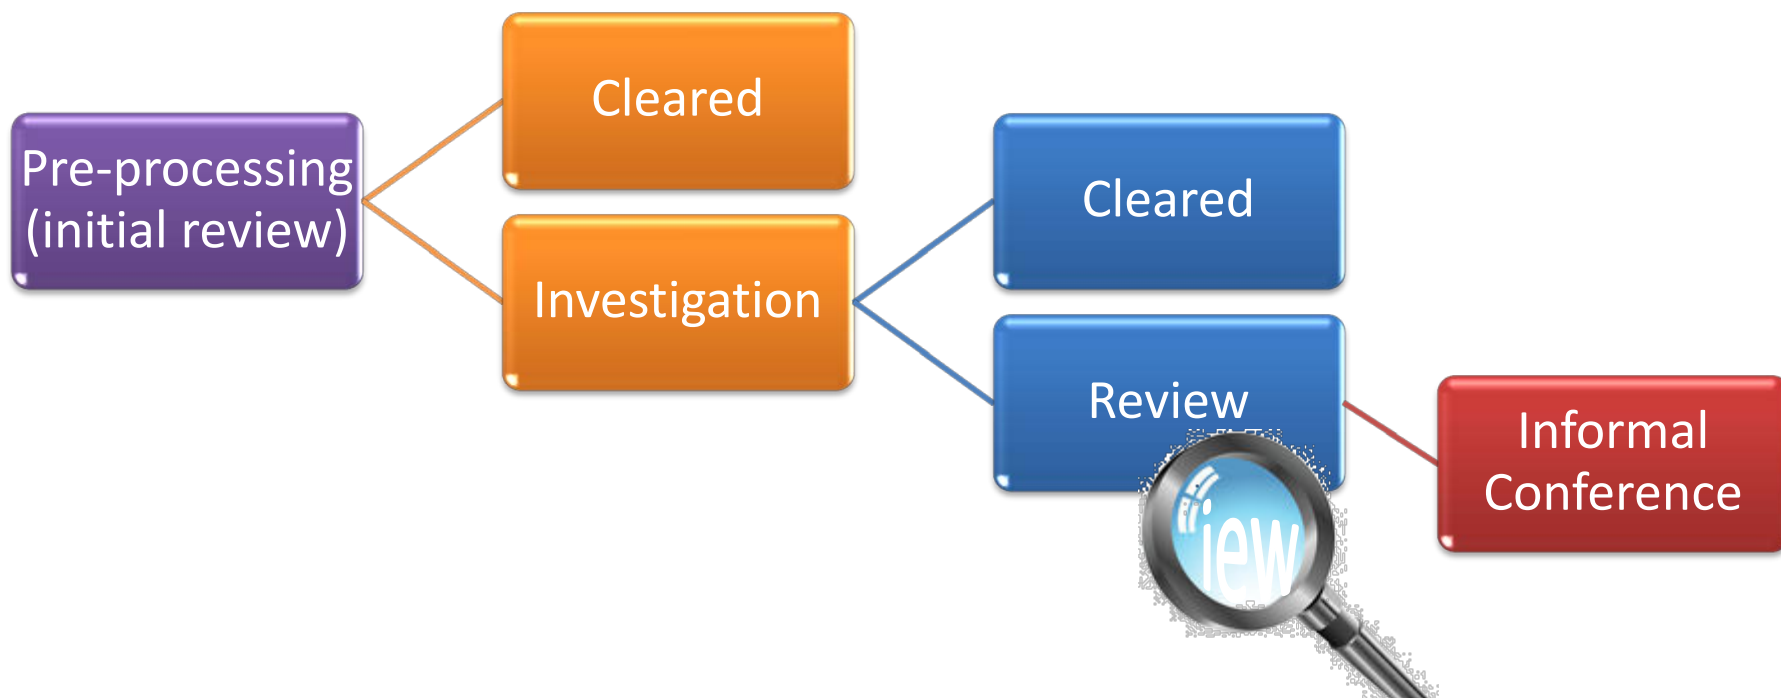 Pre-processing
(initial review)
Cleared
Investigation
Cleared
Review
iew
Informal
Conference